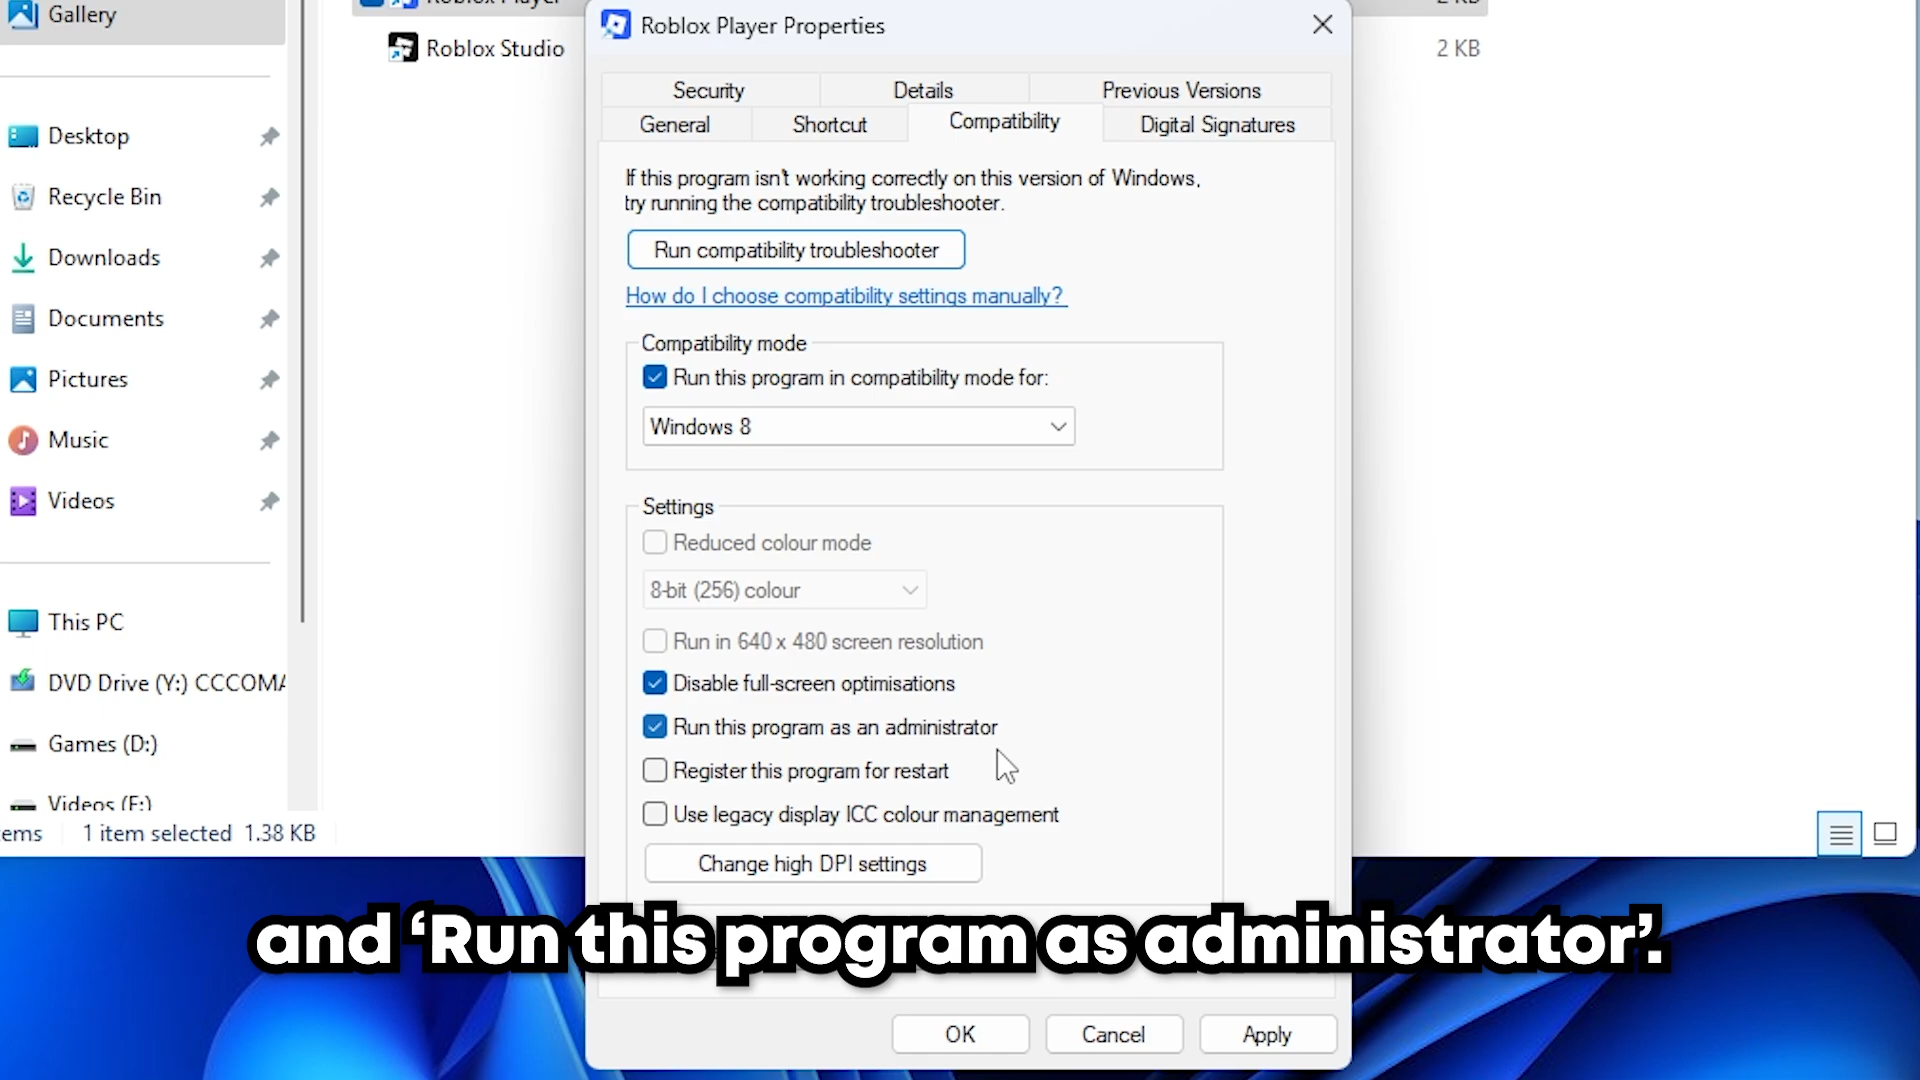 Gallery
Desktop
Recycle Bin
Downloads
Documents
Pictures
Music
Videos
This PC
DVD Drive (Y:) CCCOMA
Games (D:)
Videos (E:)
1 item selected 1.38 KB
Roblox Player
2 KB
Roblox Studio
2 KB
Roblox Player Properties
Security
Details
Previous Versions
General
Shortcut
Compatibility
Digital Signatures
If this program isn't working correctly on this version of Windows,
try running the compatibility troubleshooter.
Run compatibility troubleshooter
How do I choose compatibility settings manually?
Compatibility mode
Run this program in compatibility mode for:
Windows 8
Settings
Reduced colour mode
8-bit (256) colour
Run in 640 x 480 screen resolution
Disable full-screen optimisations
Run this program as an administrator
Register this program for restart
Use legacy display ICC colour management
Change high DPI settings
and ‘Run this program as administrator’.
OK
Cancel
Apply